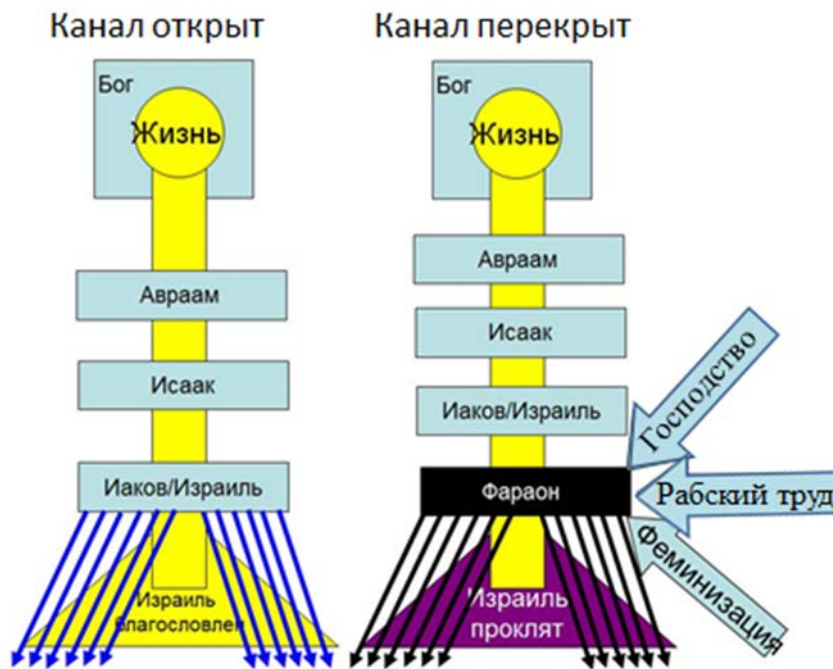 Канал открыт
Бог
Жизнь
Авраам
Исаак
Иаков/Израиль
Израиль
благословлен
Канал перекрыт
Бог
Жизнь
Авраам
Исаак
Иаков/Израиль
Фараон
Израиль
проклят
Господство
Рабский труд
Феминизация